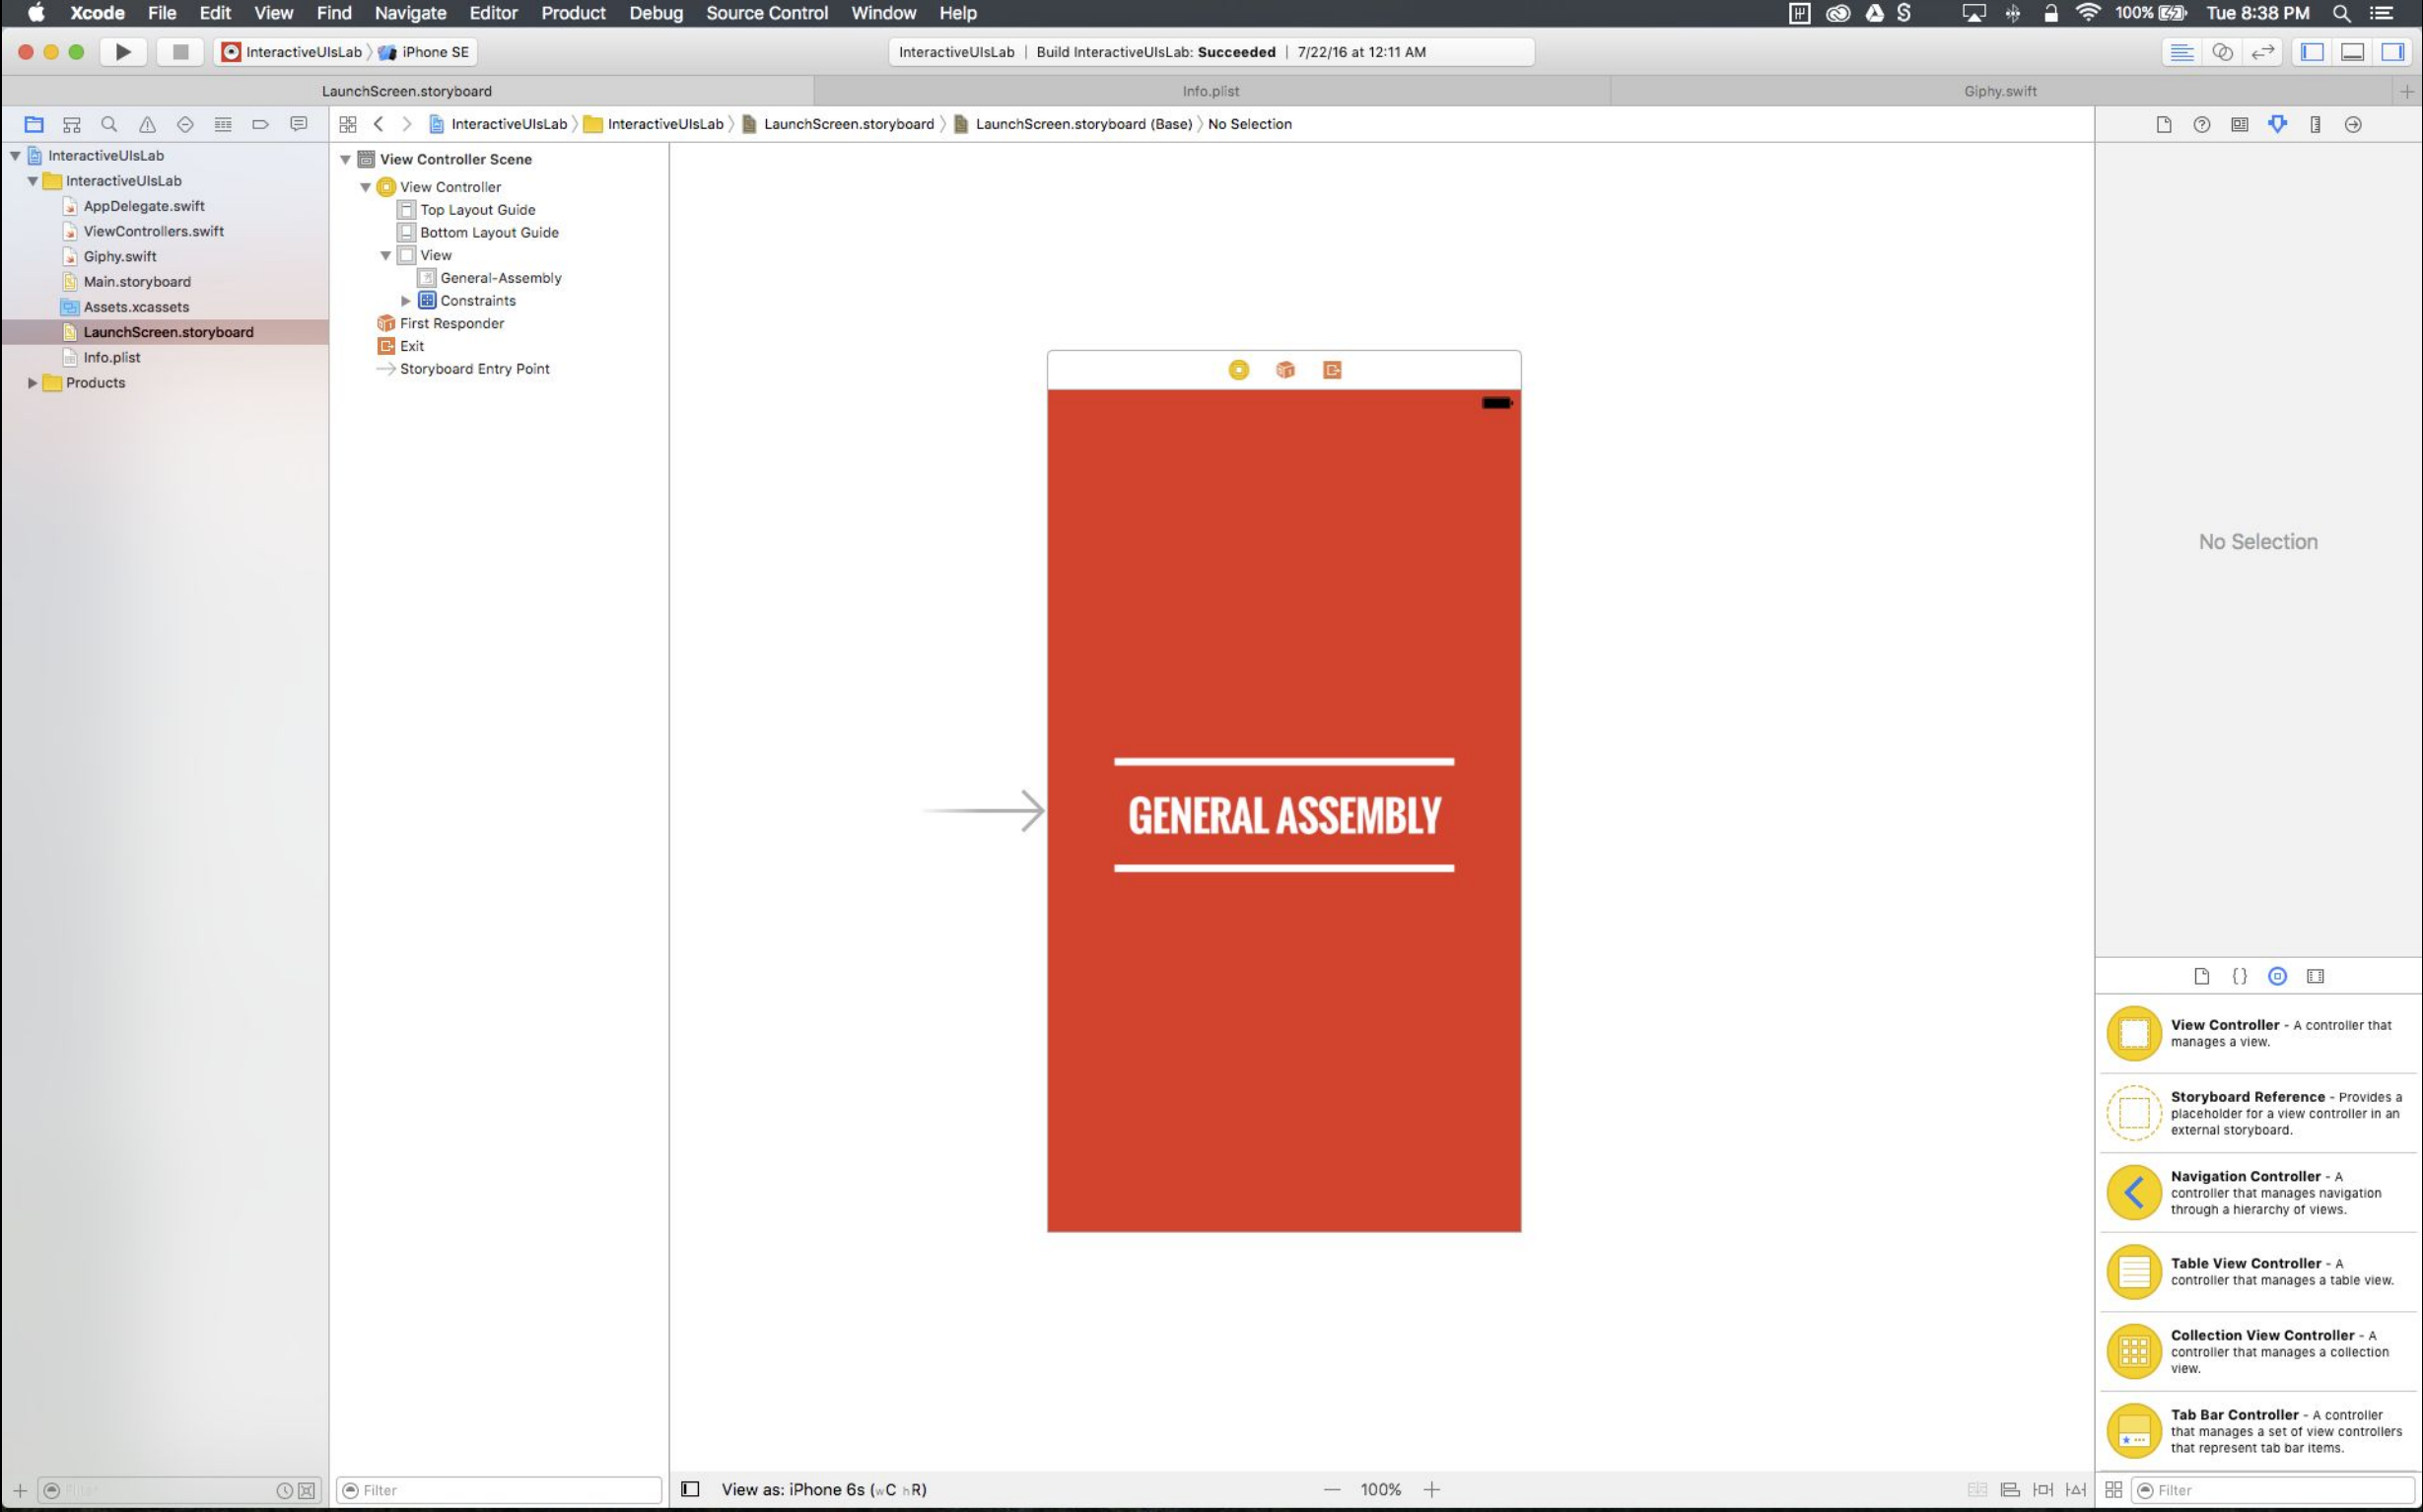 Xcode File Edit View Find Navigate Editor Product Debug Source Control Window Help 100% Tue 8:38 PM
InteractiveUIsLab iPhone SE InteractiveUIsLab | Build InteractiveUIsLab: Succeeded | 7/22/16 at 12:11 AM
LaunchScreen.storyboard Info.plist Giphy.swift
InteractiveUIsLab InteractiveUIsLab LaunchScreen.storyboard LaunchScreen.storyboard (Base) No Selection
InteractiveUIsLab
InteractiveUIsLab
AppDelegate.swift
ViewControllers.swift
Giphy.swift
Main.storyboard
Assets.xcassets
LaunchScreen.storyboard
Info.plist
Products
View Controller Scene
View Controller
Top Layout Guide
Bottom Layout Guide
View
General-Assembly
Constraints
First Responder
Exit
Storyboard Entry Point
GENERAL ASSEMBLY
No Selection
View Controller - A controller that
manages a view.
Storyboard Reference - Provides a
placeholder for a view controller in an
external storyboard.
Navigation Controller - A
controller that manages navigation
through a hierarchy of views.
Table View Controller - A
controller that manages a table view.
Collection View Controller - A
controller that manages a collection
view.
Tab Bar Controller - A controller
that manages a set of view controllers
that represent tab bar items.
Filter
View as: iPhone 6s (wC hR)
100%
Filter